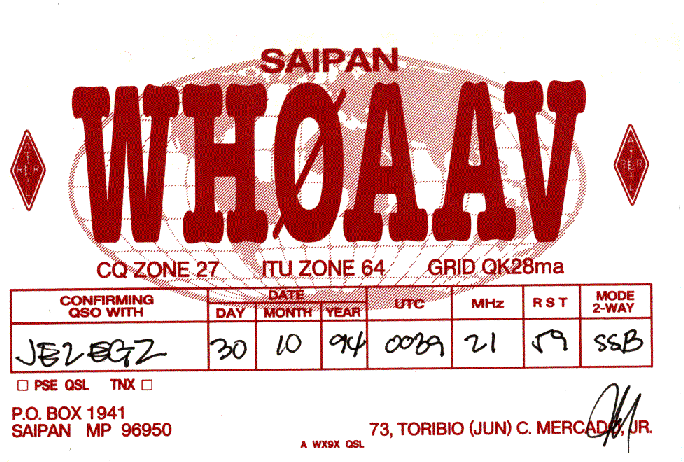 SAIPAN
WHØAAV
CQ ZONE 27 ITU ZONE 64 GRID QK28ma
CONFIRMING QSO WITH DATE DAY MONTH YEAR UTC MHz RST MODE 2-WAY
JE2EGZ 30 10 94 0039 21 59 SSB
□ PSE QSL TNX □
P.O. BOX 1941
SAIPAN MP 96950
73, TORIBIO (JUN) C. MERCADO, JR.
A WX9X QSL